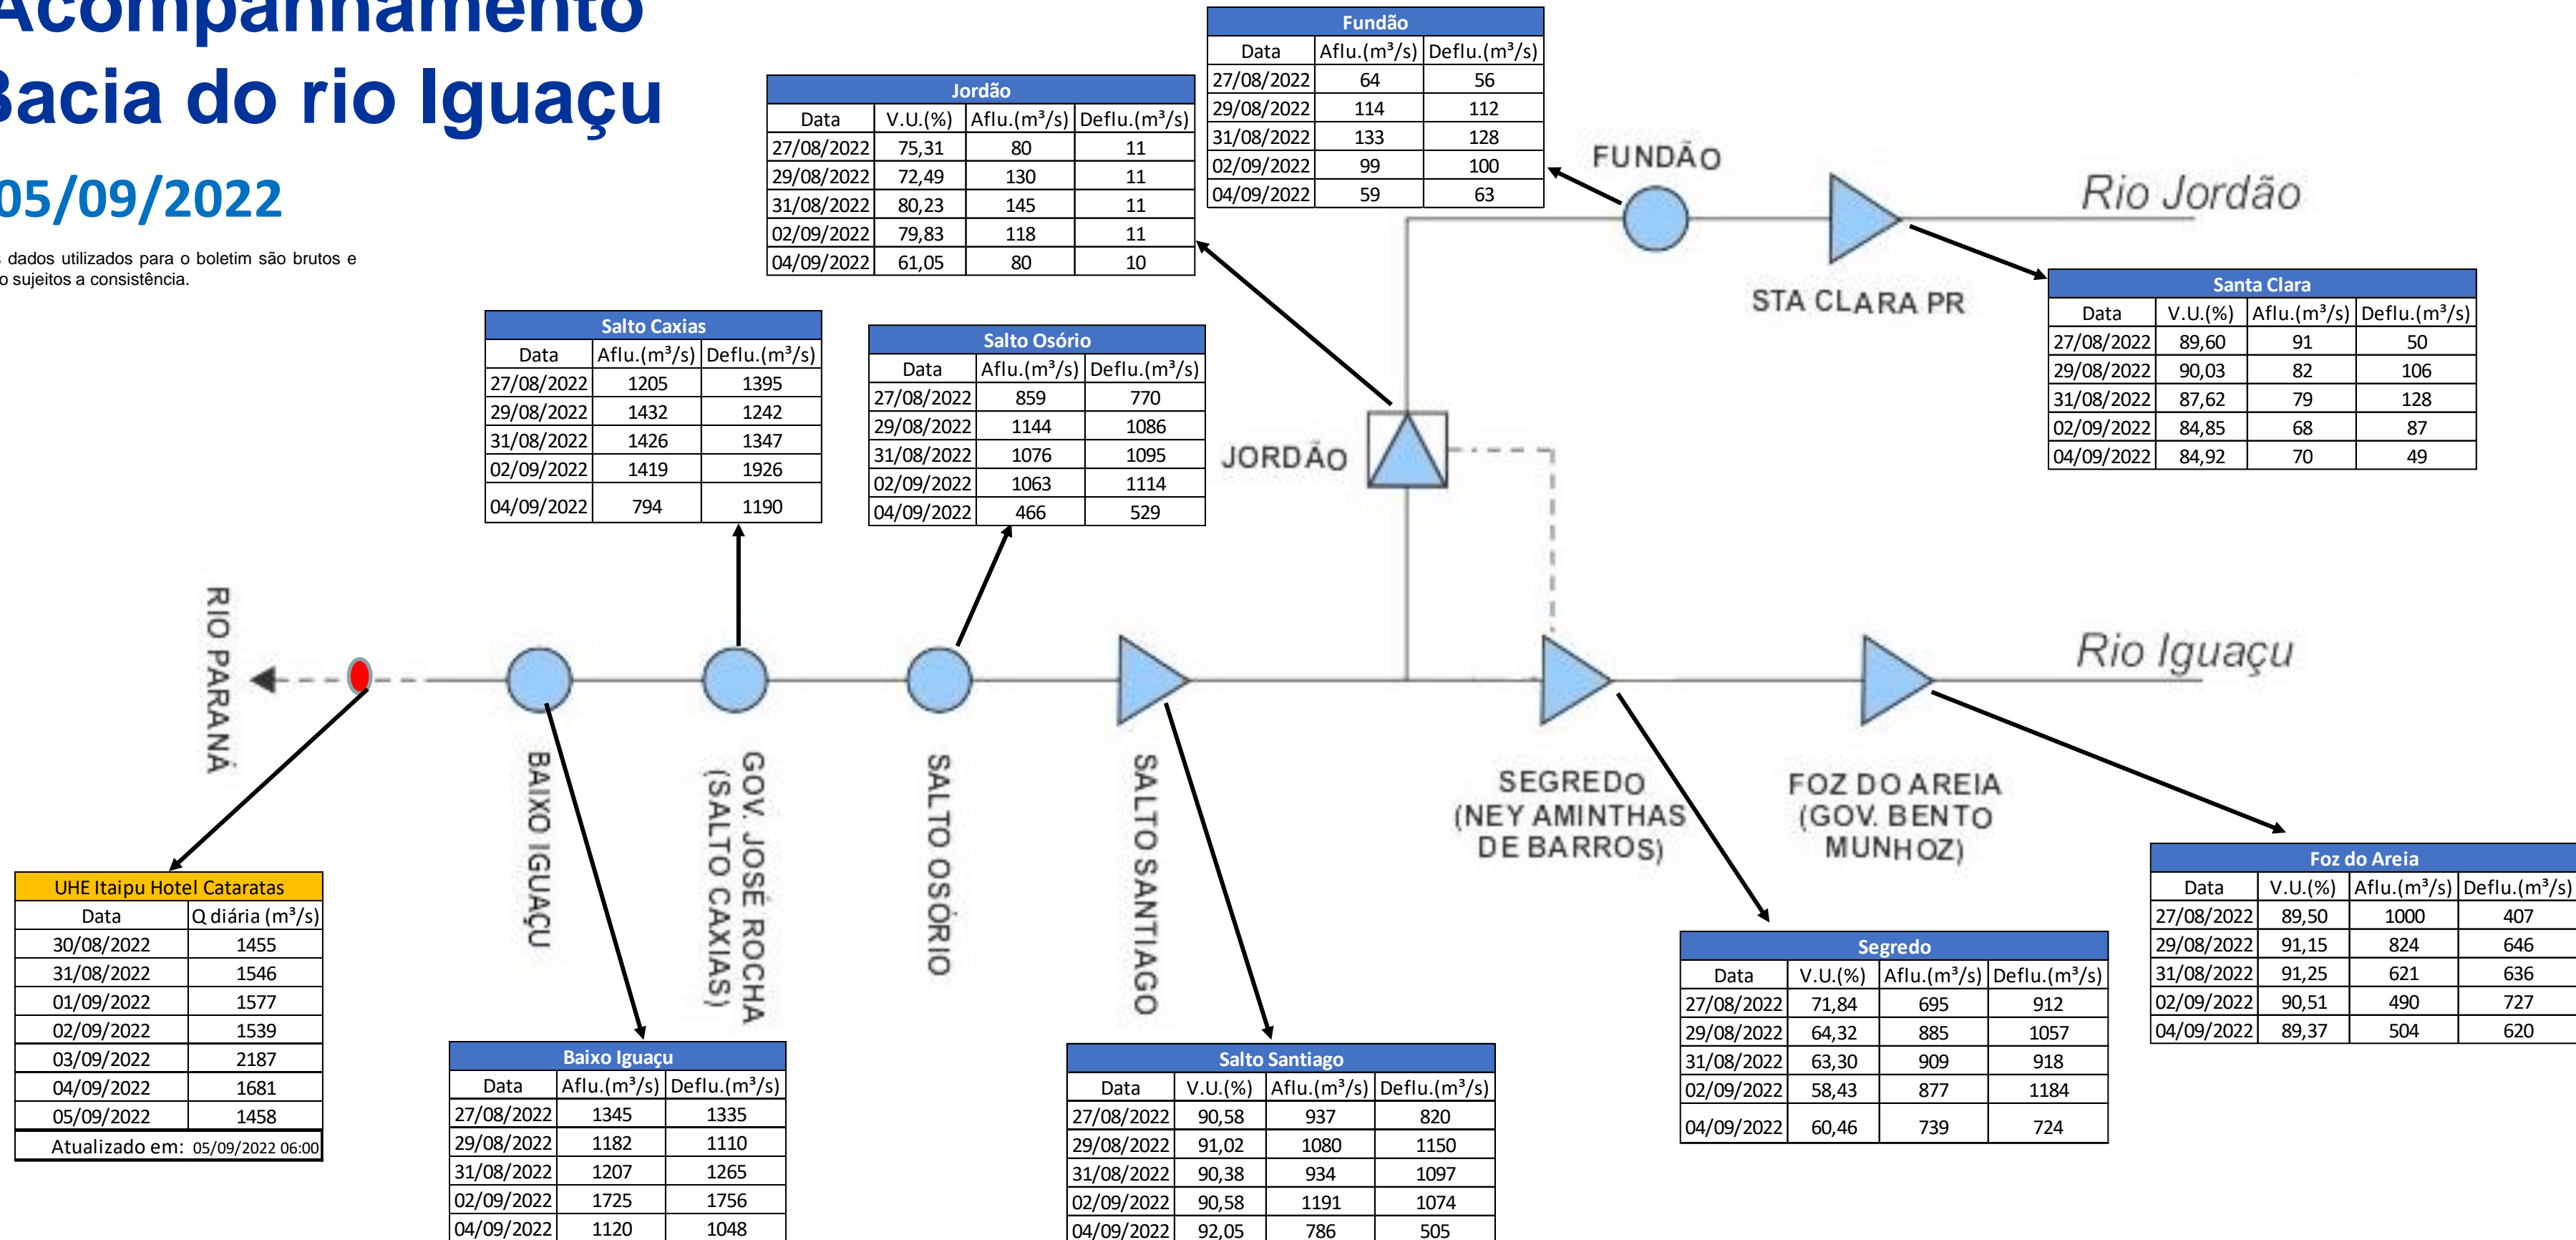 Acompanhamento
Bacia do rio Iguaçu
05/09/2022
dados utilizados para o boletim são brutos e
sujeitos a consistência.
Fundão
Data Aflu.(m³/s) Deflu.(m³/s)
27/08/2022 64 56
29/08/2022 114 112
31/08/2022 133 128
02/09/2022 99 100
04/09/2022 59 63
Jordão
Data V.U.(%) Aflu.(m³/s) Deflu.(m³/s)
27/08/2022 75,31 80 11
29/08/2022 72,49 130 11
31/08/2022 80,23 145 11
02/09/2022 79,83 118 11
04/09/2022 61,05 80 10
FUNDÃO
Rio Jordão
STA CLARA PR
Santa Clara
Data V.U.(%) Aflu.(m³/s) Deflu.(m³/s)
27/08/2022 89,60 91 50
29/08/2022 90,03 82 106
31/08/2022 87,62 79 128
02/09/2022 84,85 68 87
04/09/2022 84,92 70 49
Salto Caxias
Data Aflu.(m³/s) Deflu.(m³/s)
27/08/2022 1205 1395
29/08/2022 1432 1242
31/08/2022 1426 1347
02/09/2022 1419 1926
04/09/2022 794 1190
Salto Osório
Data Aflu.(m³/s) Deflu.(m³/s)
27/08/2022 859 770
29/08/2022 1144 1086
31/08/2022 1076 1095
02/09/2022 1063 1114
04/09/2022 466 529
JORDÃO
RIO PARANÁ
Rio Iguaçu
BAIXO IGUAÇU
GOV. JOSÉ ROCHA
(SALTO CAXIAS)
SALTO OSÓRIO
SALTO SANTIAGO
SEGREDO
(NEY AMINTHAS
DE BARROS)
FOZ DO AREIA
(GOV. BENTO
MUNHOZ)
UHE Itaipu Hotel Cataratas
Data Q diária (m³/s)
30/08/2022 1455
31/08/2022 1546
01/09/2022 1577
02/09/2022 1539
03/09/2022 2187
04/09/2022 1681
05/09/2022 1458
Atualizado em: 05/09/2022 06:00
Baixo Iguaçu
Data Aflu.(m³/s) Deflu.(m³/s)
27/08/2022 1345 1335
29/08/2022 1182 1110
31/08/2022 1207 1265
02/09/2022 1725 1756
04/09/2022 1120 1048
Salto Santiago
Data V.U.(%) Aflu.(m³/s) Deflu.(m³/s)
27/08/2022 90,58 937 820
29/08/2022 91,02 1080 1150
31/08/2022 90,38 934 1097
02/09/2022 90,58 1191 1074
04/09/2022 92,05 786 505
Segredo
Data V.U.(%) Aflu.(m³/s) Deflu.(m³/s)
27/08/2022 71,84 695 912
29/08/2022 64,32 885 1057
31/08/2022 63,30 909 918
02/09/2022 58,43 877 1184
04/09/2022 60,46 739 724
Foz do Areia
Data V.U.(%) Aflu.(m³/s) Deflu.(m³/s)
27/08/2022 89,50 1000 407
29/08/2022 91,15 824 646
31/08/2022 91,25 621 636
02/09/2022 90,51 490 727
04/09/2022 89,37 504 620